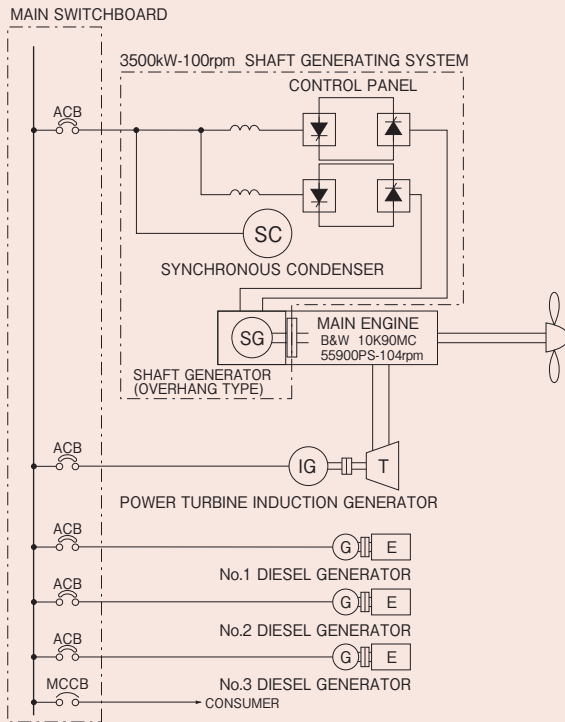 MAIN SWITCHBOARD
3500kW-100rpm SHAFT GENERATING SYSTEM
CONTROL PANEL
ACB
SC
SYNCHRONOUS CONDENSER
SG
MAIN ENGINE
B&W 10K90MC
55900PS-104rpm
SHAFT GENERATOR
(OVERHANG TYPE)
ACB
IG
T
POWER TURBINE INDUCTION GENERATOR
ACB
G
E
No.1 DIESEL GENERATOR
ACB
G
E
No.2 DIESEL GENERATOR
ACB
G
E
No.3 DIESEL GENERATOR
MCCB
CONSUMER